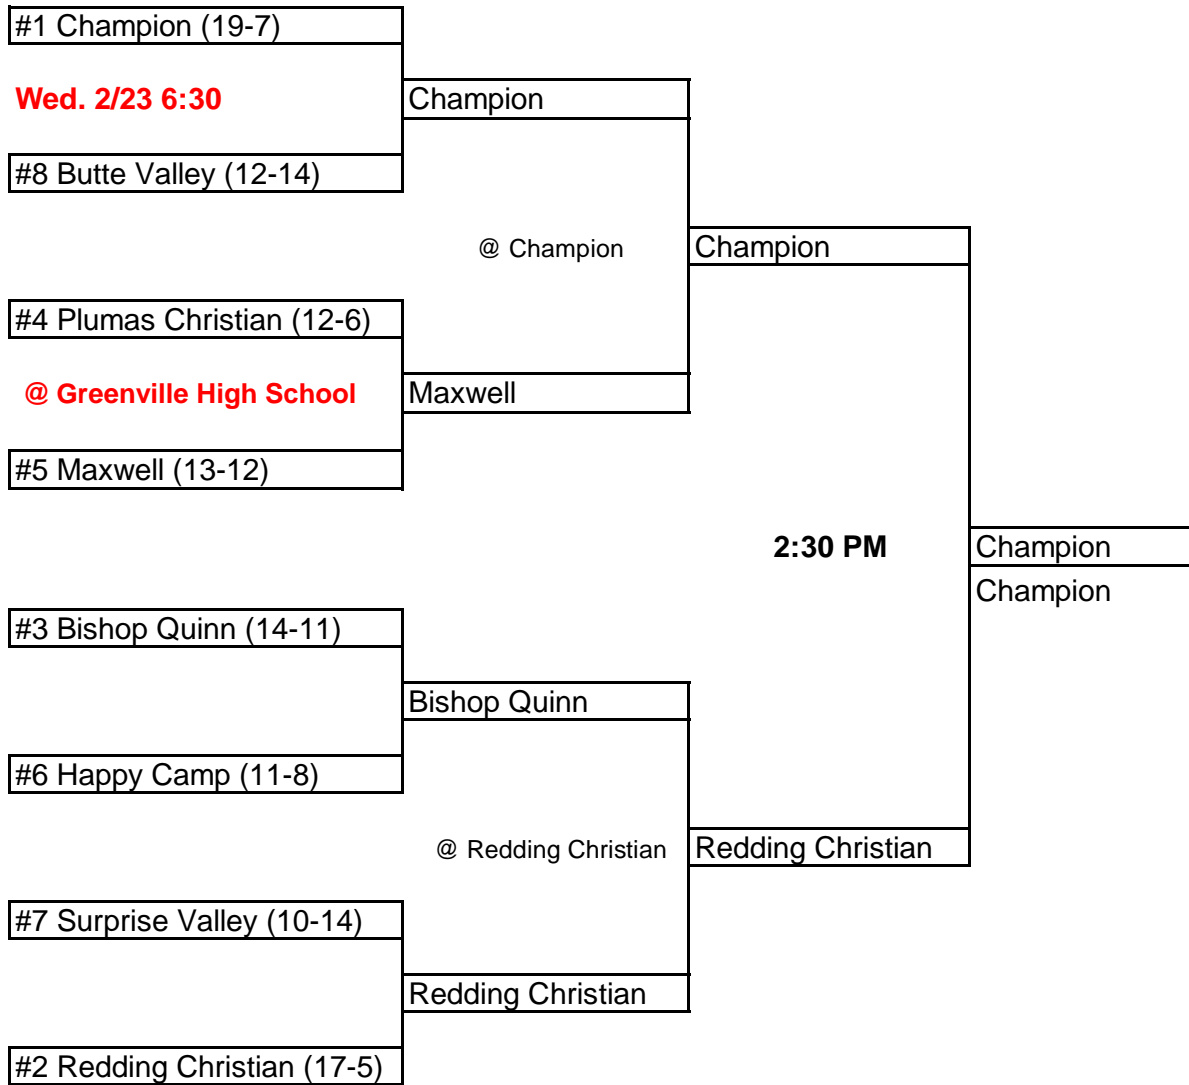 #1 Champion (19-7)
Wed. 2/23 6:30
Champion
#8 Butte Valley (12-14)
@ Champion
Champion
#4 Plumas Christian (12-6)
@ Greenville High School
Maxwell
#5 Maxwell (13-12)
2:30 PM
Champion
Champion
#3 Bishop Quinn (14-11)
Bishop Quinn
#6 Happy Camp (11-8)
@ Redding Christian
Redding Christian
#7 Surprise Valley (10-14)
Redding Christian
#2 Redding Christian (17-5)